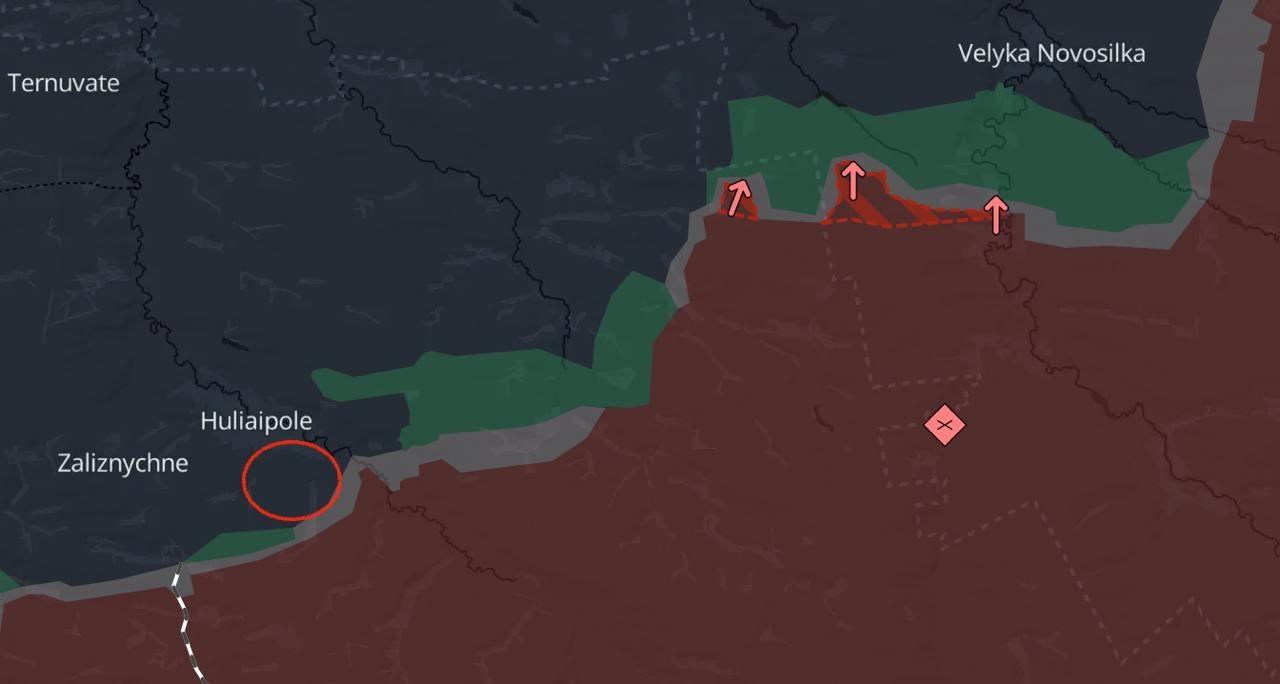 Velyka Novosilka
Ternuvate
Huliaipole
Zaliznychne